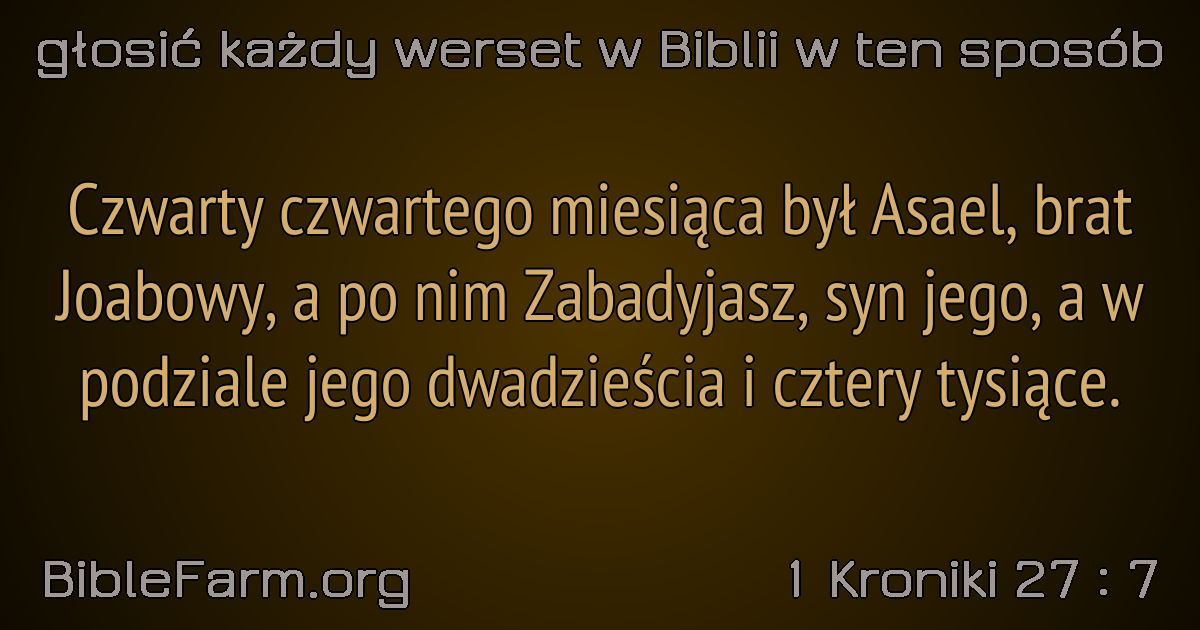 głosić każdy werset w Biblii w ten sposób
Czwarty czwartego miesiąca był Asael, brat
Joabowy, a po nim Zabadyjasz, syn jego, a w
podziale jego dwadzieścia i cztery tysiące.
BibleFarm.org
1 Kroniki 27 : 7